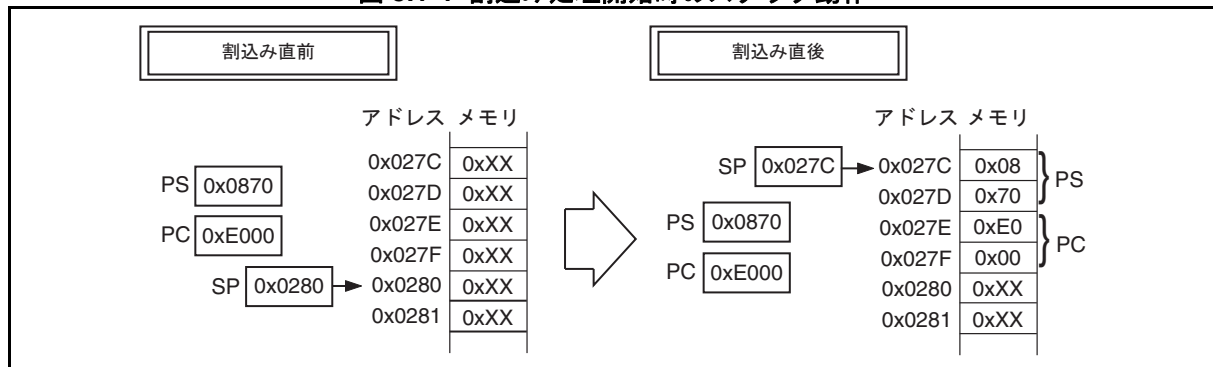 割込み直前
割込み直後
アドレス メモリ
0x027C 0xXX
PS 0x0870
0x027D 0xXX
0x027E 0xXX
PC 0xE000
0x027F 0xXX
SP 0x0280 0x0280 0xXX
0x0281 0xXX
アドレス メモリ
SP 0x027C 0x027C 0x08
PS
0x027D 0x70
PS 0x0870
0x027E 0xE0
PC
0x027F 0x00
PC 0xE000
0x0280 0xXX
0x0281 0xXX